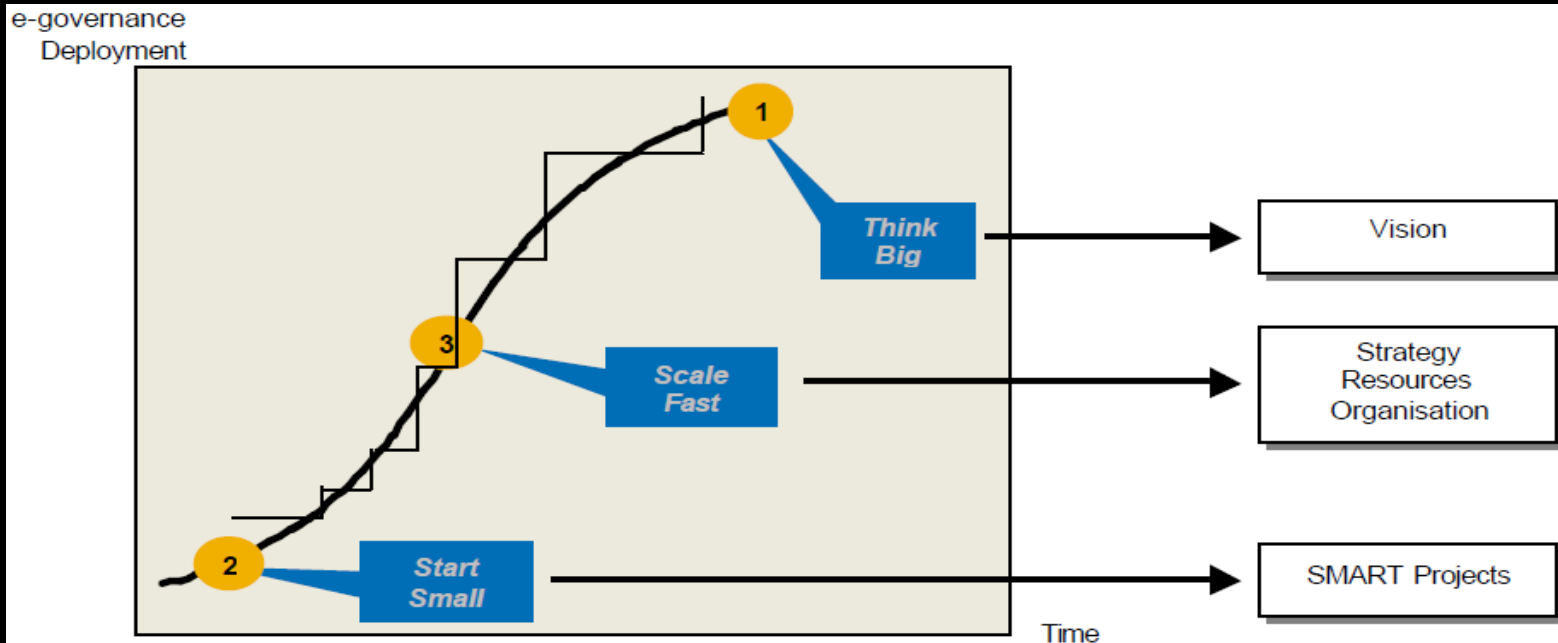 e-governance
Deployment
1
Think
Big
Vision
3
Scale
Fast
Strategy
Resources
Organisation
2
Start
Small
SMART Projects
Time